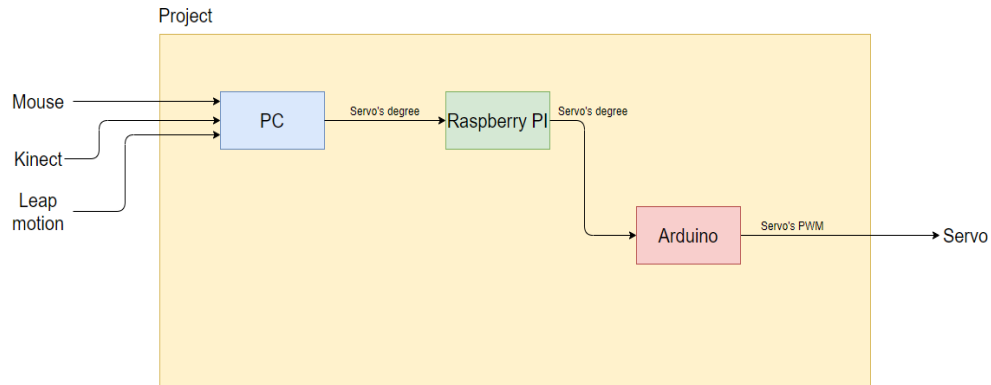 Project
Mouse
Kinect
Leap
motion
PC
Servo's degree
Raspberry PI
Servo's degree
Arduino
Servo's PWM
Servo